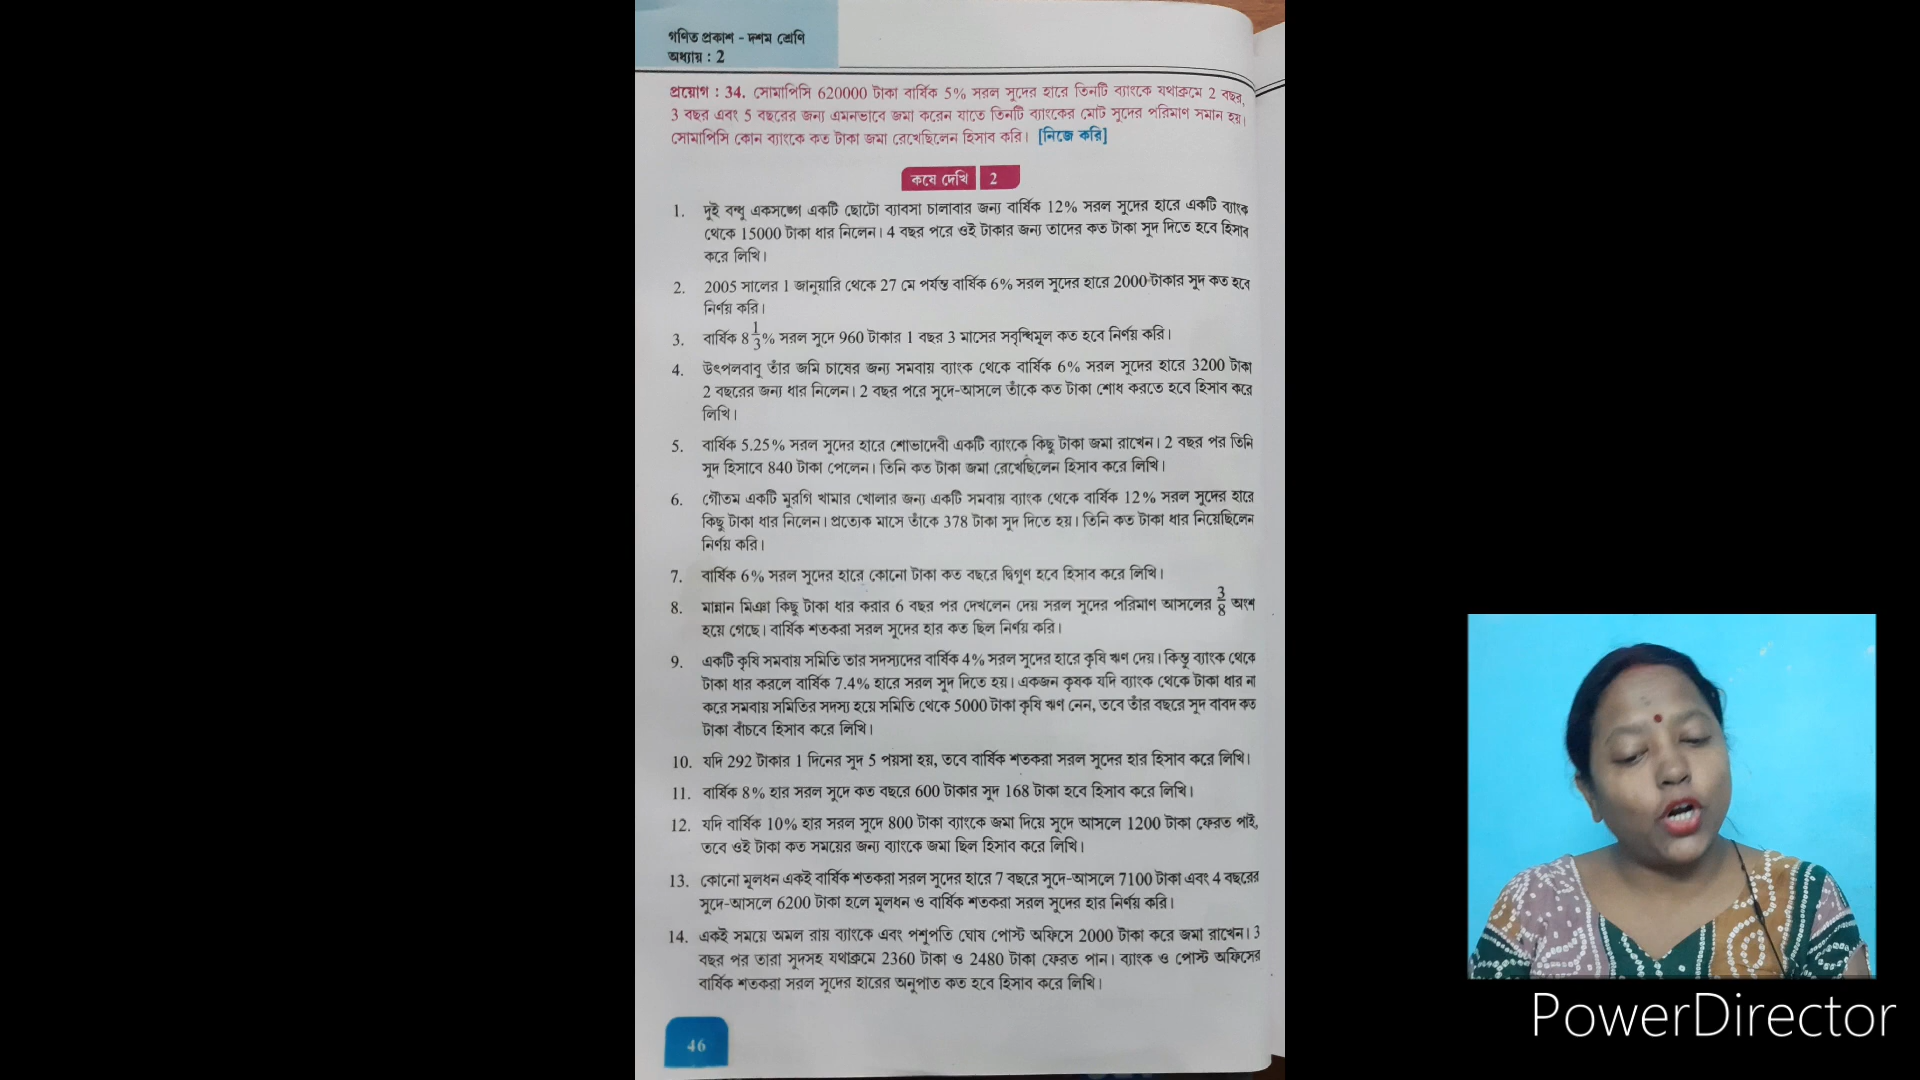 গণিত প্রকাশ - দশম শ্রেণি
অধ্যায় : 2
প্রয়োগ : 34. সোমাপিসি 620000 টাকা বার্ষিক 5% সরল সুদের হারে তিনটি ব্যাংকে যথাক্রমে 2 বছর,
3 বছর এবং 5 বছরের জন্য এমনভাবে জমা করেন যাতে তিনটি ব্যাংকের মোট সুদের পরিমাণ সমান হয়।
সোমাপিসি কোন ব্যাংকে কত টাকা জমা রেখেছিলেন হিসাব করি। [নিজে করি]
কষে দেখি 2
1. দুই বন্ধু একসঙ্গে একটি ছোটো ব্যাবসা চালাবার জন্য বার্ষিক 12% সরল সুদের হারে একটি ব্যাংক
থেকে 15000 টাকা ধার নিলেন। 4 বছর পরে ওই টাকার জন্য তাদের কত টাকা সুদ দিতে হবে হিসাব
করে লিখি।
2. 2005 সালের 1 জানুয়ারি থেকে 27 মে পর্যন্ত বার্ষিক 6% সরল সুদের হারে 2000 টাকার সুদ কত হবে
নির্ণয় করি।
3. বার্ষিক 8 1/3% সরল সুদে 960 টাকার 1 বছর 3 মাসের সবৃদ্ধিমূল কত হবে নির্ণয় করি।
4. উৎপলবাবু তাঁর জমি চাষের জন্য সমবায় ব্যাংক থেকে বার্ষিক 6% সরল সুদের হারে 3200 টাকা
2 বছরের জন্য ধার নিলেন। 2 বছর পরে সুদে-আসলে তাঁকে কত টাকা শোধ করতে হবে হিসাব করে
লিখি।
5. বার্ষিক 5.25% সরল সুদের হারে শোভাদেবী একটি ব্যাংকে কিছু টাকা জমা রাখেন। 2 বছর পর তিনি
সুদ হিসাবে 840 টাকা পেলেন। তিনি কত টাকা জমা রেখেছিলেন হিসাব করে লিখি।
6. গৌতম একটি মুরগি খামার খোলার জন্য একটি সমবায় ব্যাংক থেকে বার্ষিক 12% সরল সুদের হারে
কিছু টাকা ধার নিলেন। প্রত্যেক মাসে তাঁকে 378 টাকা সুদ দিতে হয়। তিনি কত টাকা ধার নিয়েছিলেন
নির্ণয় করি।
7. বার্ষিক 6% সরল সুদের হারে কোনো টাকা কত বছরে দ্বিগুণ হবে হিসাব করে লিখি।
8. মান্নান মিঞা কিছু টাকা ধার করার 6 বছর পর দেখলেন দেয় সরল সুদের পরিমাণ আসলের 3/8 অংশ
হয়ে গেছে। বার্ষিক শতকরা সরল সুদের হার কত ছিল নির্ণয় করি।
9. একটি কৃষি সমবায় সমিতি তার সদস্যদের বার্ষিক 4% সরল সুদের হারে কৃষি ঋণ দেয়। কিন্তু ব্যাংক থেকে
টাকা ধার করলে বার্ষিক 7.4% হারে সরল সুদ দিতে হয়। একজন কৃষক যদি ব্যাংক থেকে টাকা ধার না
করে সমবায় সমিতির সদস্য হয়ে সমিতি থেকে 5000 টাকা কৃষি ঋণ নেন, তবে তাঁর বছরে সুদ বাবদ কত
টাকা বাঁচবে হিসাব করে লিখি।
10. যদি 292 টাকার 1 দিনের সুদ 5 পয়সা হয়, তবে বার্ষিক শতকরা সরল সুদের হার হিসাব করে লিখি।
11. বার্ষিক 8% হার সরল সুদে কত বছরে 600 টাকার সুদ 168 টাকা হবে হিসাব করে লিখি।
12. যদি বার্ষিক 10% হার সরল সুদে 800 টাকা ব্যাংকে জমা দিয়ে সুদে আসলে 1200 টাকা ফেরত পাই,
তবে ওই টাকা কত সময়ের জন্য ব্যাংকে জমা ছিল হিসাব করে লিখি।
13. কোনো মূলধন একই বার্ষিক শতকরা সরল সুদের হারে 7 বছরে সুদে-আসলে 7100 টাকা এবং 4 বছরের
সুদে-আসলে 6200 টাকা হলে মূলধন ও বার্ষিক শতকরা সরল সুদের হার নির্ণয় করি।
14. একই সময়ে অমল রায় ব্যাংকে এবং পশুপতি ঘোষ পোস্ট অফিসে 2000 টাকা করে জমা রাখেন। 3
বছর পর তারা সুদসহ যথাক্রমে 2360 টাকা ও 2480 টাকা ফেরত পান। ব্যাংক ও পোস্ট অফিসের
বার্ষিক শতকরা সরল সুদের হারের অনুপাত কত হবে হিসাব করে লিখি।
46
PowerDirector